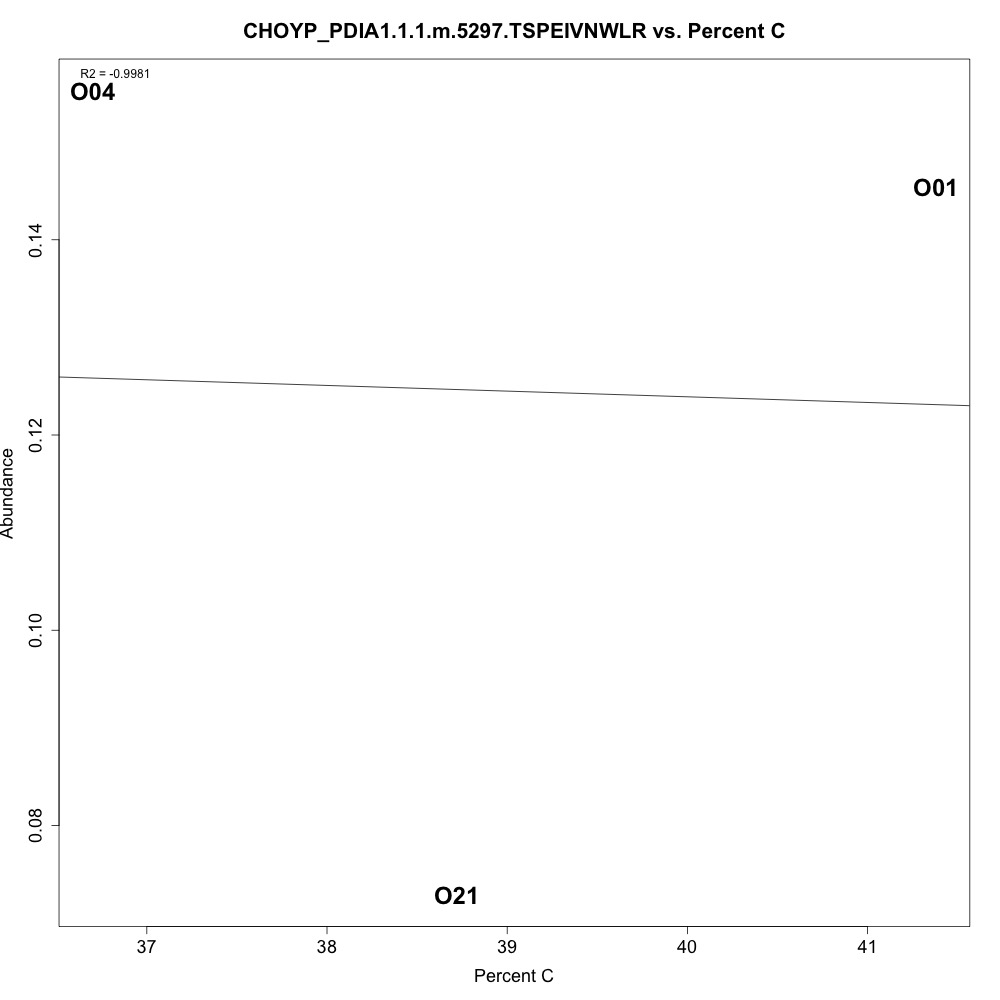 CHOYP_PDIA1.1.1.m.5297.TSPEIVNWLR vs. Percent C
R2 = -0.9981
O04
O01
0.14
0.12
Abundance
0.10
0.08
O21
37 38 39 40 41
Percent C